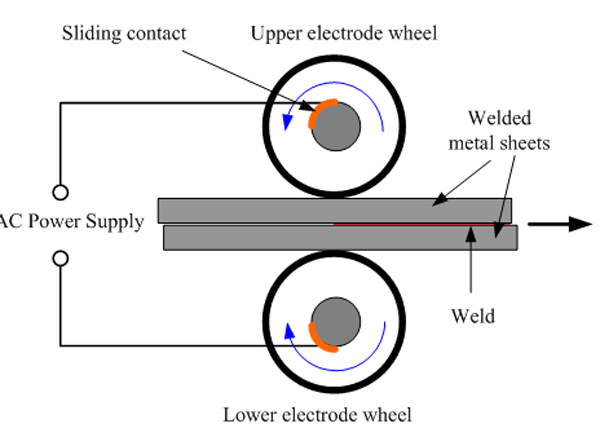 Sliding contact
Upper electrode wheel
Welded
metal sheets
AC Power Supply
Weld
Lower electrode wheel